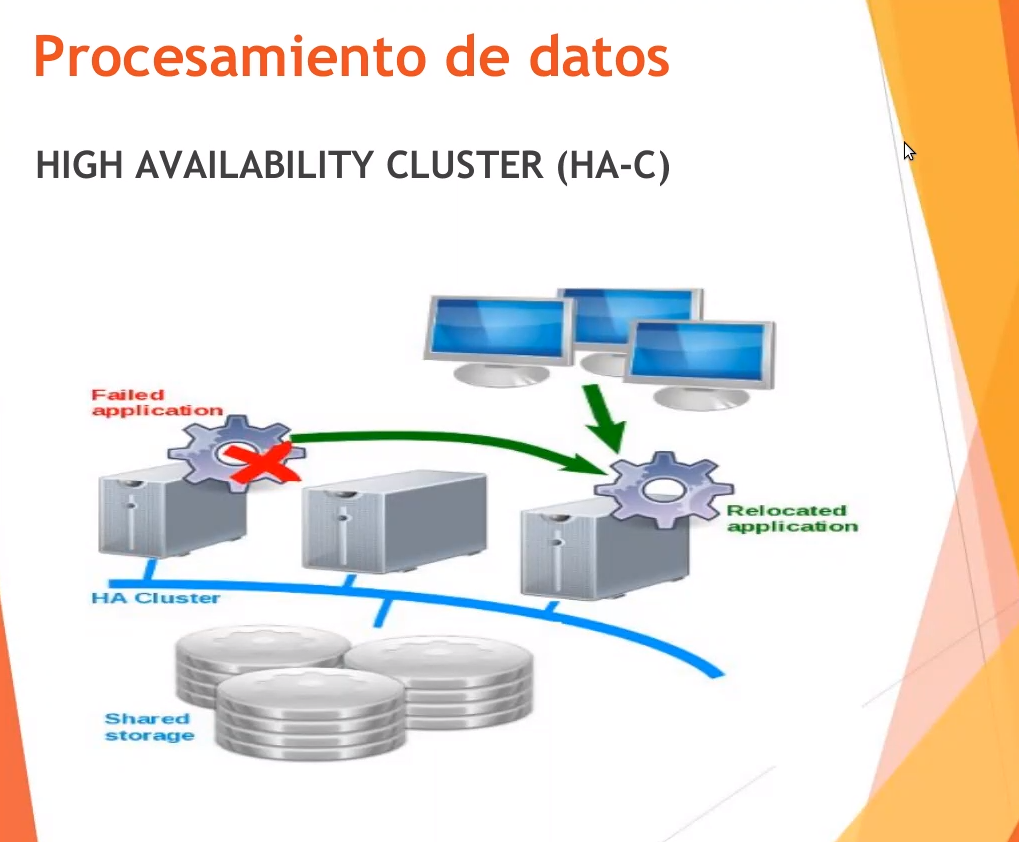 Procesamiento de datos
HIGH AVAILABILITY CLUSTER (HA-C)
Failed
application
Relocated
application
HA Cluster
Shared
storage